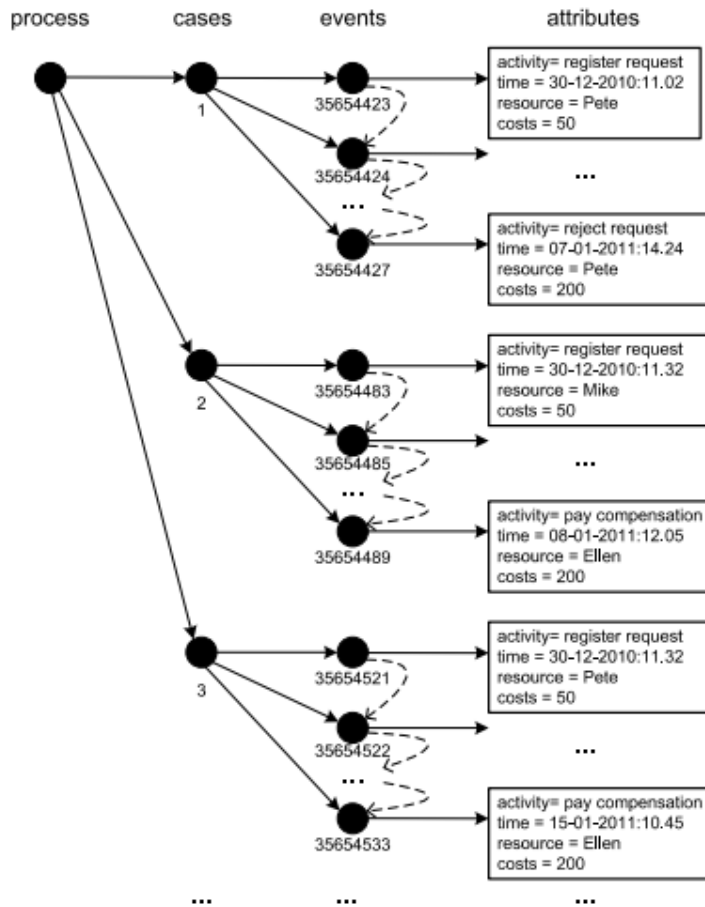 process cases events attributes
activity= register request
time = 30-12-2010:11.02
resource = Pete
costs = 50
35654423
1
35654424
...
...
activity= reject request
time = 07-01-2011:14.24
resource = Pete
costs = 200
35654427
activity= register request
time = 30-12-2010:11.32
resource = Mike
costs = 50
35654483
2
35654485
...
...
activity= pay compensation
time = 08-01-2011:12.05
resource = Ellen
costs = 200
35654489
activity= register request
time = 30-12-2010:11.32
resource = Pete
costs = 50
35654521
3
35654522
...
...
activity= pay compensation
time = 15-01-2011:10.45
resource = Ellen
costs = 200
35654533
... ... ...